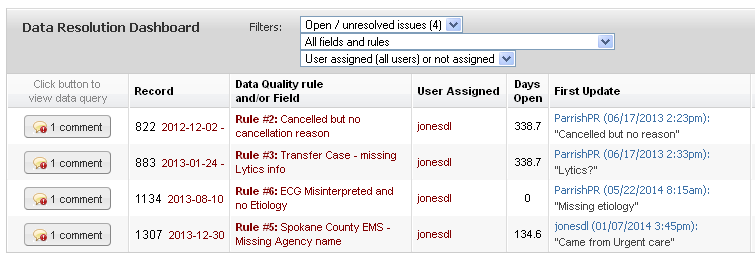 Data Resolution Dashboard
Filters:
Open / unresolved issues (4)
All fields and rules
User assigned (all users) or not assigned
Click button to
view data query
Record
Data Quality rule
and/or Field
User Assigned
Days
Open
First Update
1 comment
822 2012-12-02 -
Rule #2: Cancelled but no
cancellation reason
jonesdl
338.7
ParrishPR (06/17/2013 2:23pm):
"Cancelled but no reason"
1 comment
883 2013-01-24 -
Rule #3: Transfer Case - missing
Lytics info
jonesdl
338.7
ParrishPR (06/17/2013 2:33pm):
"Lytics?"
1 comment
1134 2013-08-10
Rule #6: ECG Misinterpreted and
no Etiology
jonesdl
0
ParrishPR (05/22/2014 8:15am):
"Missing etiology"
1 comment
1307 2013-12-30
Rule #5: Spokane County EMS -
Missing Agency name
jonesdl
134.6
jonesdl (01/07/2014 3:45pm):
"Came from Urgent care"